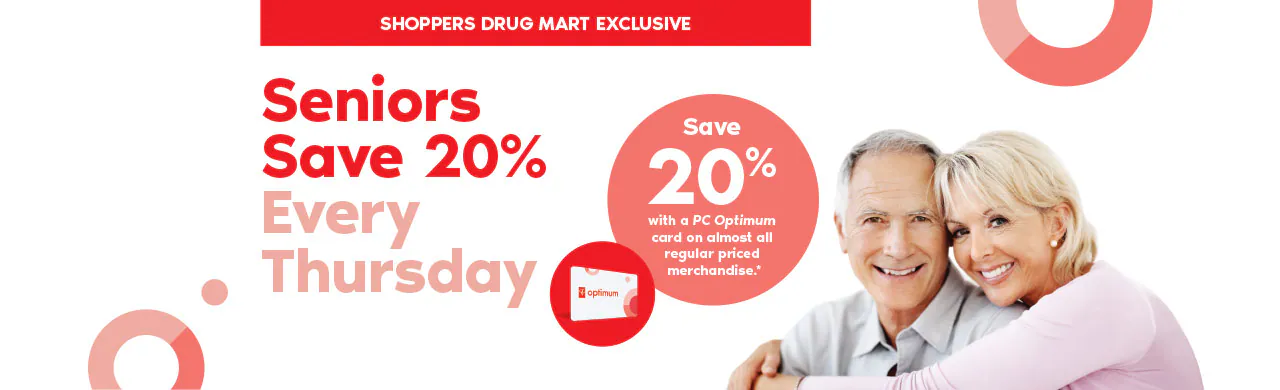 SHOPPERS DRUG MART EXCLUSIVE
Seniors
Save 20%
Every
Thursday
Save
20%
with a PC Optimum
card on almost all
regular priced
merchandise.*
optimum